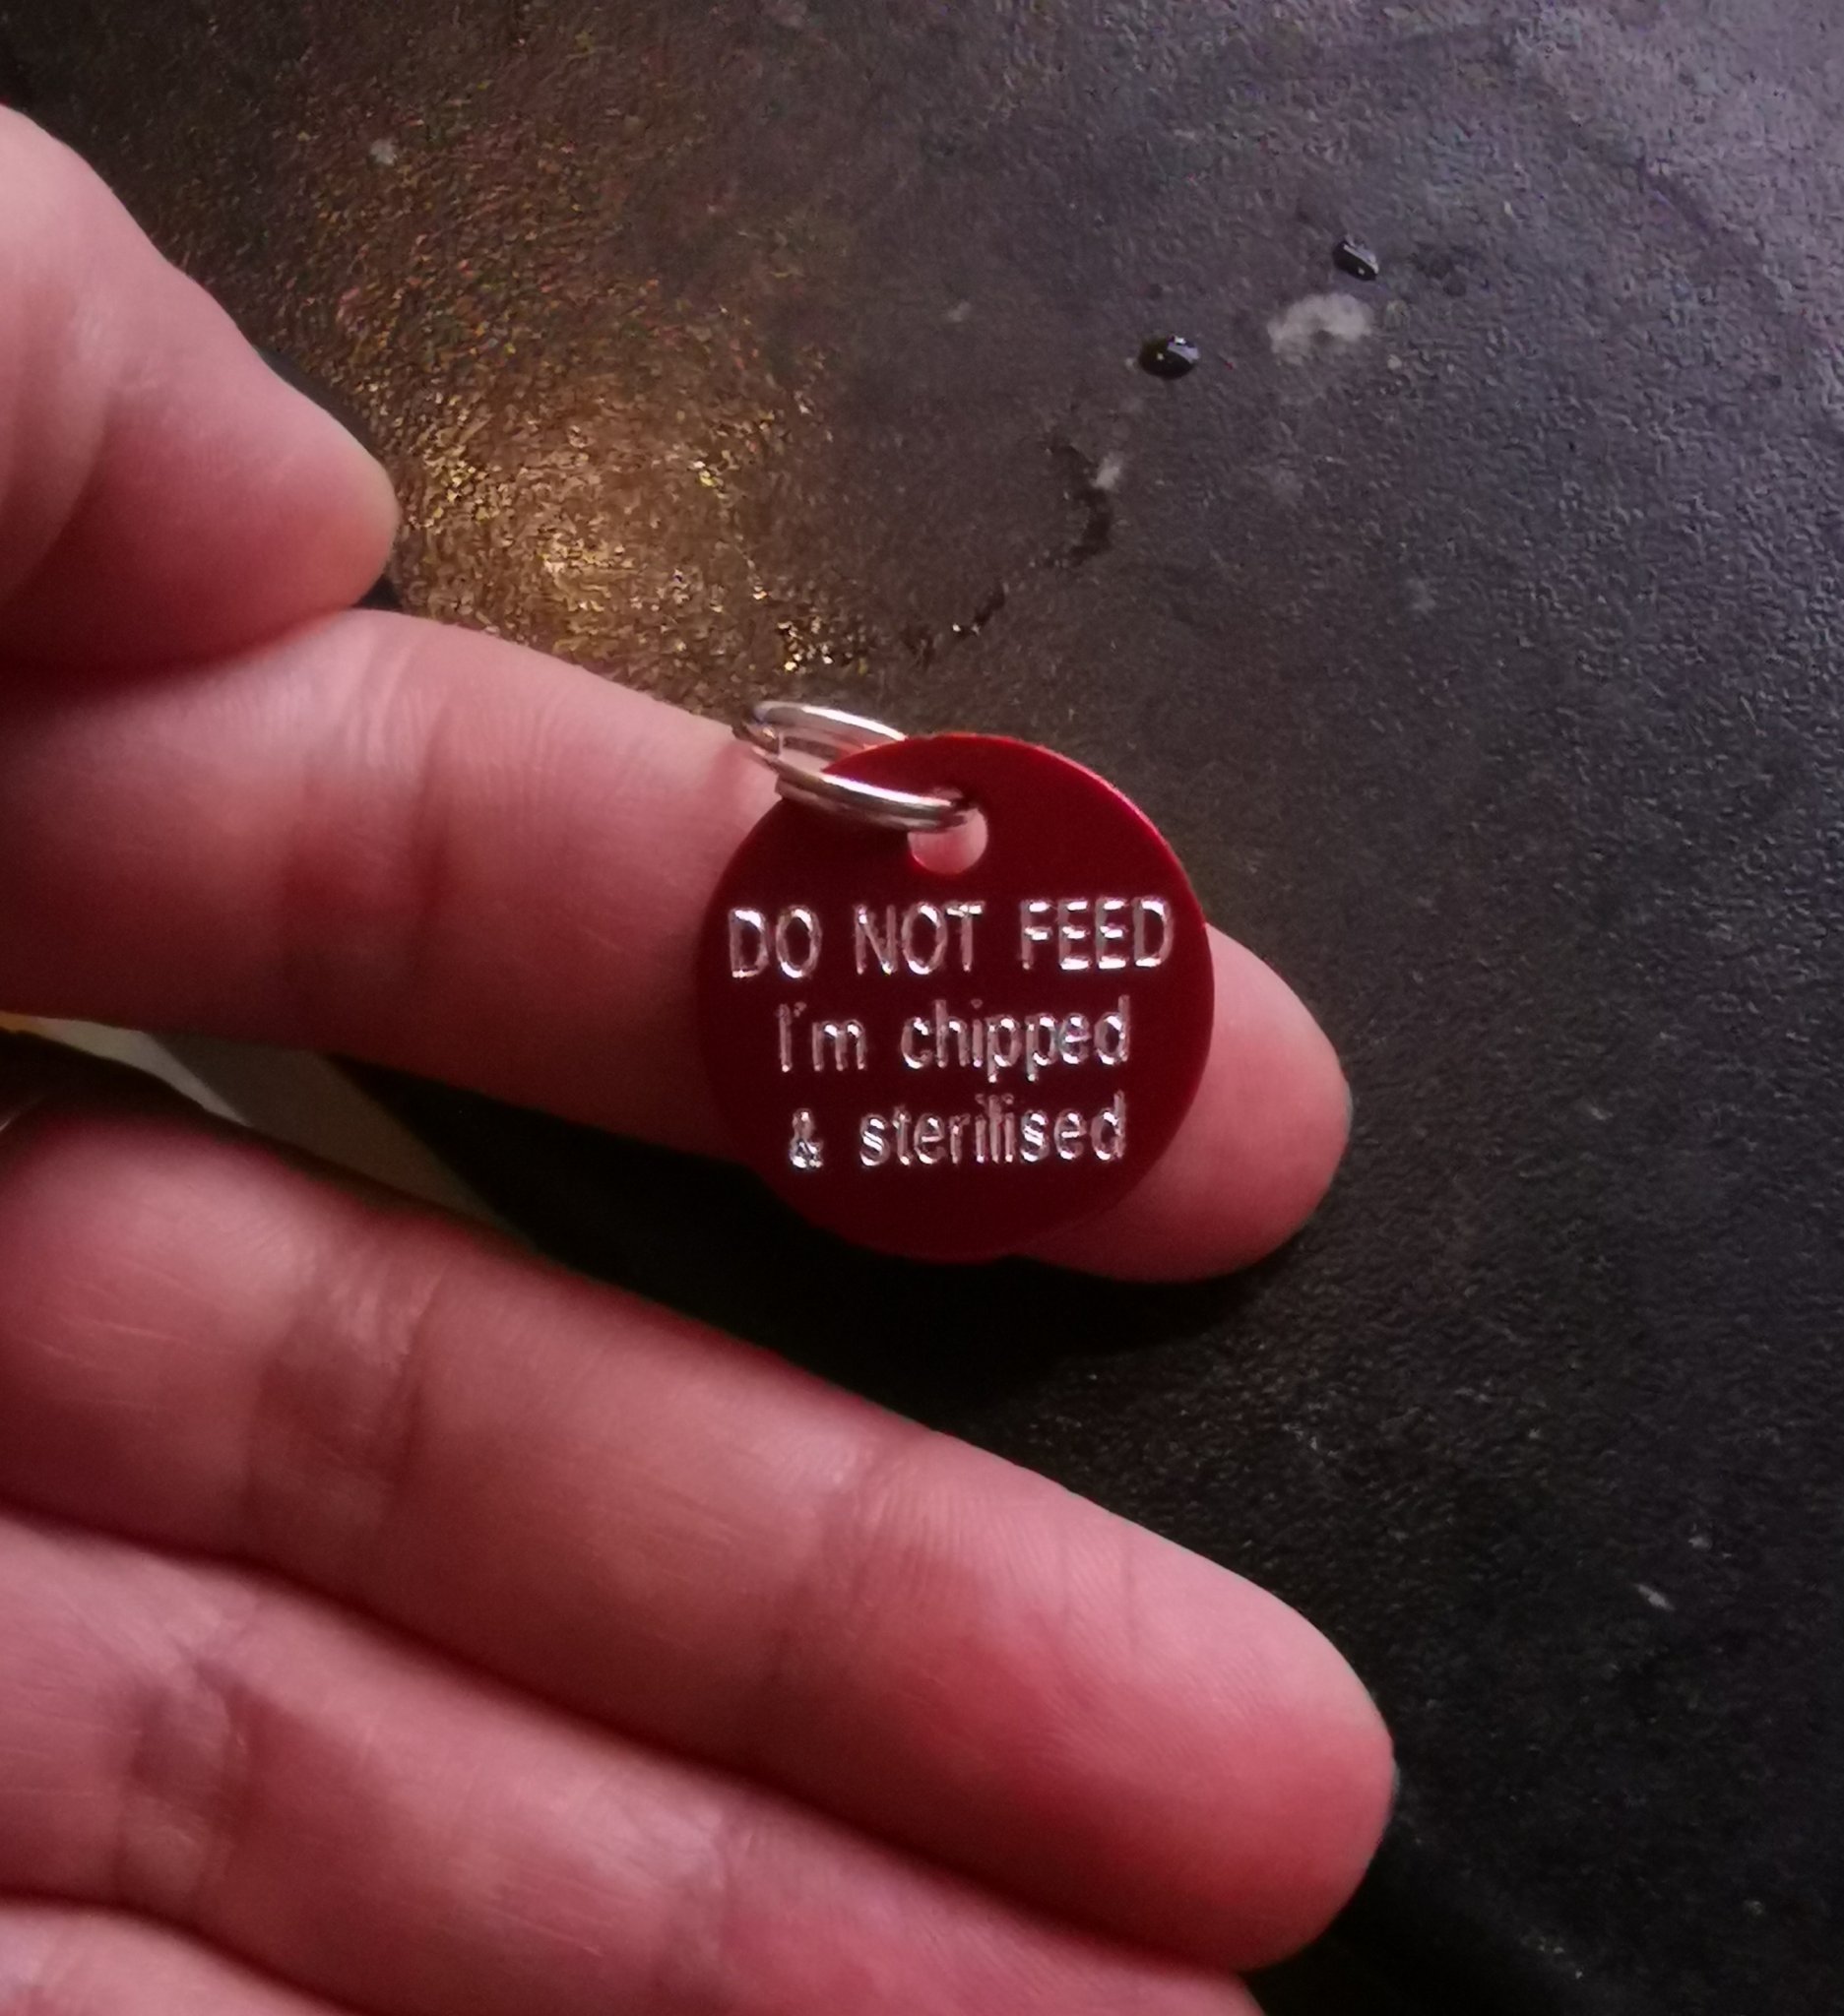 DO NOT FEED
I'm chipped
& sterilised